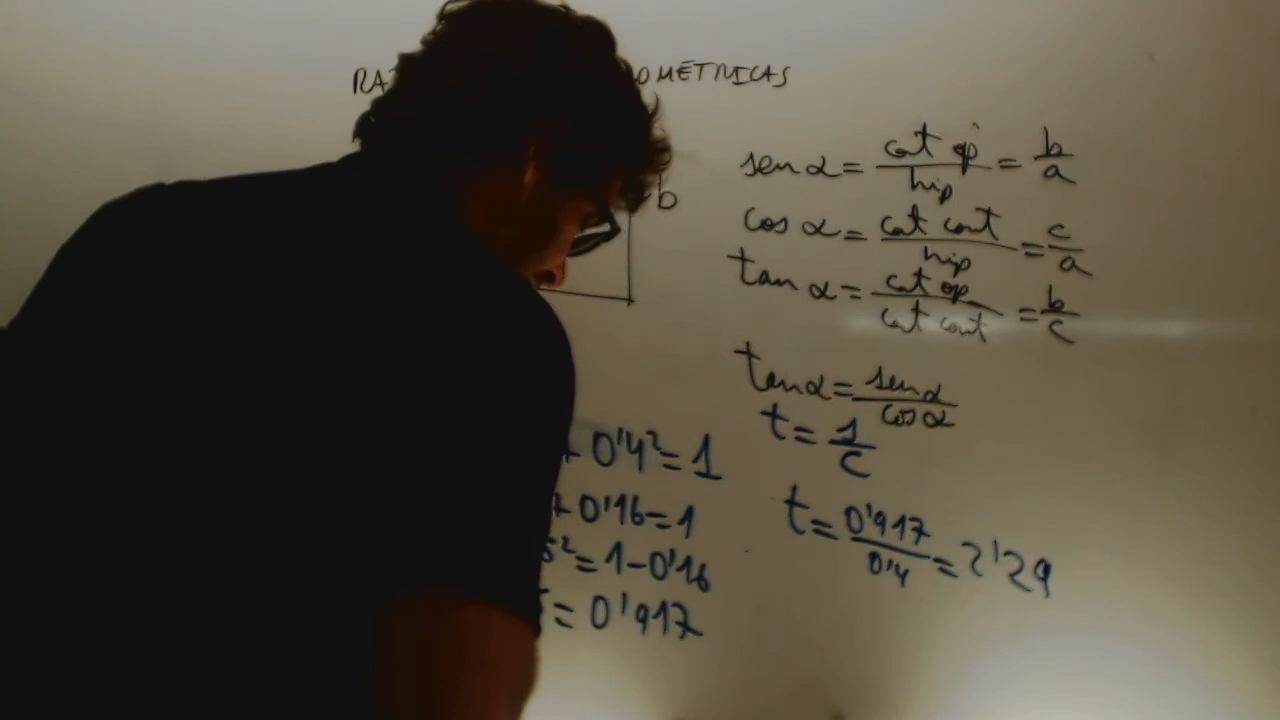 RA OMÉTRICAS
b
sen α = cat op / hip = b/a
cos α = cat cont / hip = c/a
tan α = cat op / cat cont = b/c
tan α = sen α / cos α
t = 1/c
+ 0'4² = 1
+ 0'16 = 1
s² = 1 - 0'16
= 0'917
t = 0'917 / 0'4 = 2'29